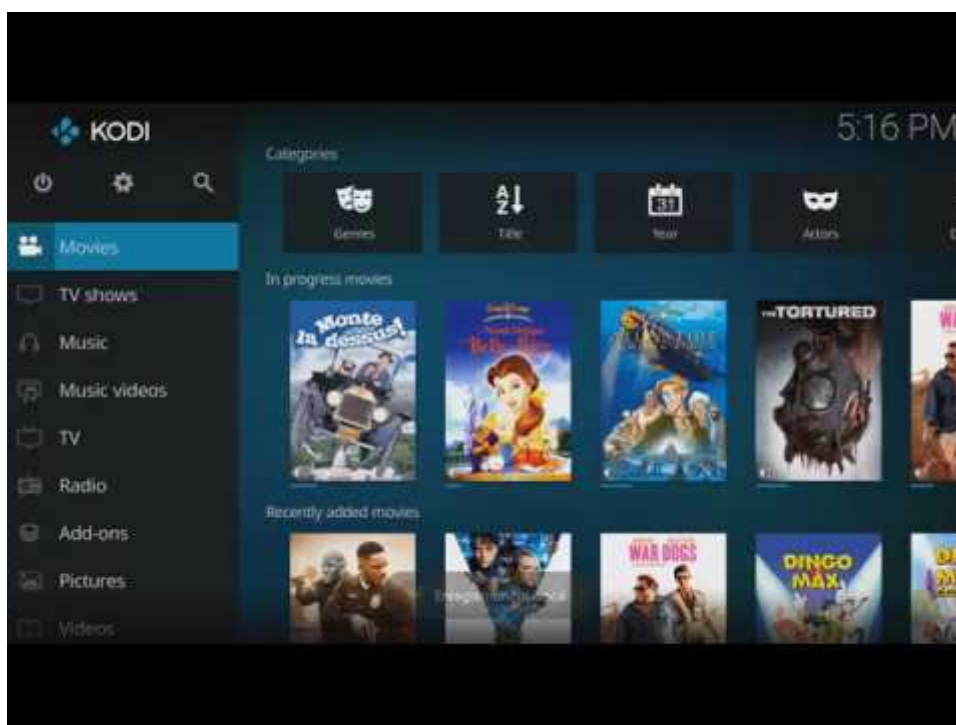 KODI
5:16 PM
Categories
Genres
Title
Year
Actors
Movies
In progress movies
TV shows
Monte
là dessus!
THE TORTURED
Music
Music videos
TV
Radio
Recently added movies
Add-ons
WAR DOGS
DINGO
MAX
Pictures
Videos